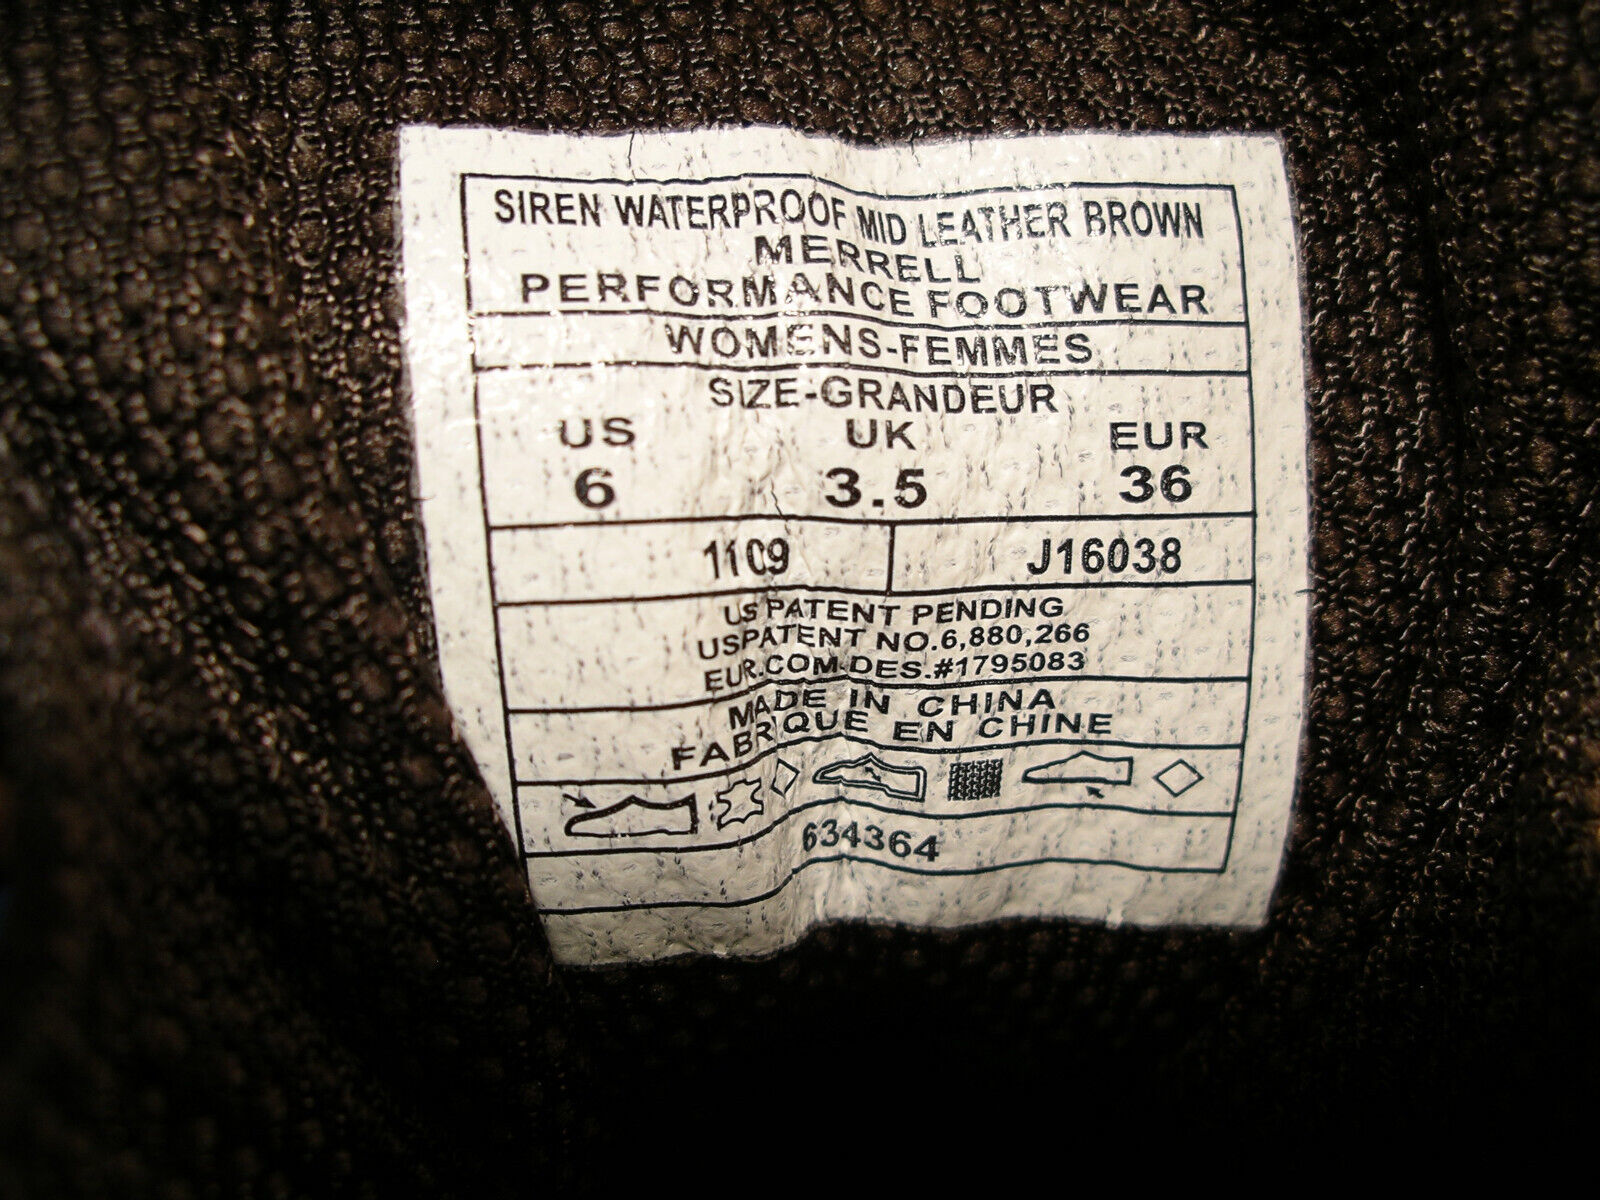 SIREN WATERPROOF MID LEATHER BROWN
MERRELL
PERFORMANCE FOOTWEAR
WOMENS-FEMMES
SIZE-GRANDEUR
US UK EUR
6 3.5 36
1109 J16038
US PATENT PENDING
US PATENT NO.6,880,266
EUR.COM.DES.#1795083
MADE IN CHINA
FABRIQUE EN CHINE
634364